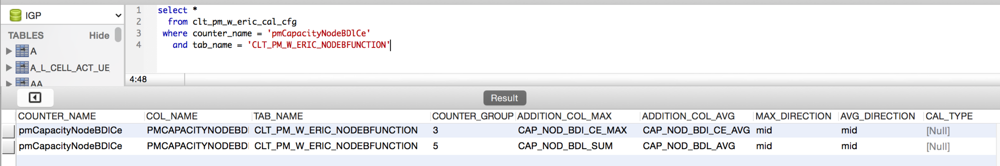 IGP
TABLES Hide
A
A_L_CELL_ACT_UE
AA
1 select *
2 from clt_pm_w_eric_cal_cfg
3 where counter_name = 'pmCapacityNodeBDlCe'
4 and tab_name = 'CLT_PM_W_ERIC_NODEBFUNCTION'
4:48
Result
COUNTER_NAME COL_NAME TAB_NAME COUNTER_GROUP ADDITION_COL_MAX ADDITION_COL_AVG MAX_DIRECTION AVG_DIRECTION CAL_TYPE
pmCapacityNodeBDlCe PMCAPACITYNODEBD CLT_PM_W_ERIC_NODEBFUNCTION 3 CAP_NOD_BDI_CE_MAX CAP_NOD_BDI_CE_AVG mid mid [Null]
pmCapacityNodeBDlCe PMCAPACITYNODEBD CLT_PM_W_ERIC_NODEBFUNCTION 5 CAP_NOD_BDL_SUM CAP_NOD_BDL_AVG mid mid [Null]